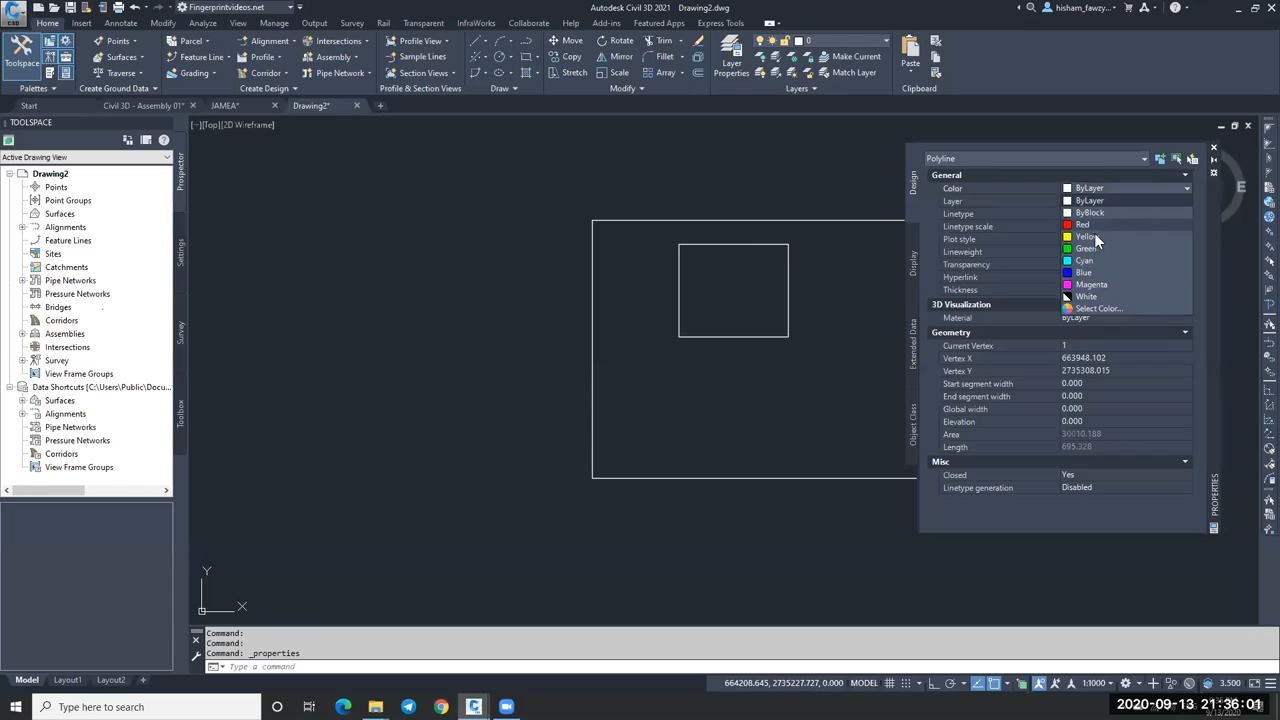 Fingerprintvideos.net
Autodesk Civil 3D 2021 Drawing2.dwg
hisham_fawzy...
Home Insert Annotate Modify Analyze View Manage Output Survey Rail Transparent InfraWorks Collaborate Help Add-ins Featured Apps Express Tools
Toolspace
Points
Surfaces
Traverse
Parcel
Feature Line
Grading
Alignment
Profile
Corridor
Intersections
Assembly
Pipe Network
Profile View
Sample Lines
Section Views
Move
Copy
Stretch
Rotate
Mirror
Scale
Trim
Fillet
Array
Layer
Properties
0
Make Current
Match Layer
Paste
Palettes
Create Ground Data
Create Design
Profile & Section Views
Draw
Modify
Layers
Clipboard
Start
Civil 3D - Assembly 01*
JAMEA*
Drawing2*
TOOLSPACE
Active Drawing View
Drawing2
Points
Point Groups
Surfaces
Alignments
Feature Lines
Sites
Catchments
Pipe Networks
Pressure Networks
Bridges
Corridors
Assemblies
Intersections
Survey
View Frame Groups
Data Shortcuts [C:\Users\Public\Docu...
Surfaces
Alignments
Pipe Networks
Pressure Networks
Corridors
View Frame Groups
Prospector
Settings
Survey
Toolbox
[−][Top][2D Wireframe]
E
Y
X
Polyline
Design
Display
Extended Data
Object Class
PROPERTIES
General
Color ByLayer
Layer ByLayer
Linetype ByBlock
Linetype scale Red
Plot style
Lineweight Green
Transparency Cyan
Hyperlink Blue
Thickness Magenta
White
3D Visualization Select Color...
Material ByLayer
Geometry
Current Vertex 1
Vertex X 663948.102
Vertex Y 2735308.015
Start segment width 0.000
End segment width 0.000
Global width 0.000
Elevation 0.000
Area 30010.188
Length 695.328
Misc
Closed Yes
Linetype generation Disabled
Command:
Command:
Command: _properties
Type a command
Model Layout1 Layout2
664208.645, 2735227.727, 0.000 MODEL
1:1000
3.500
Type here to search
2020-09-13 21:36:01